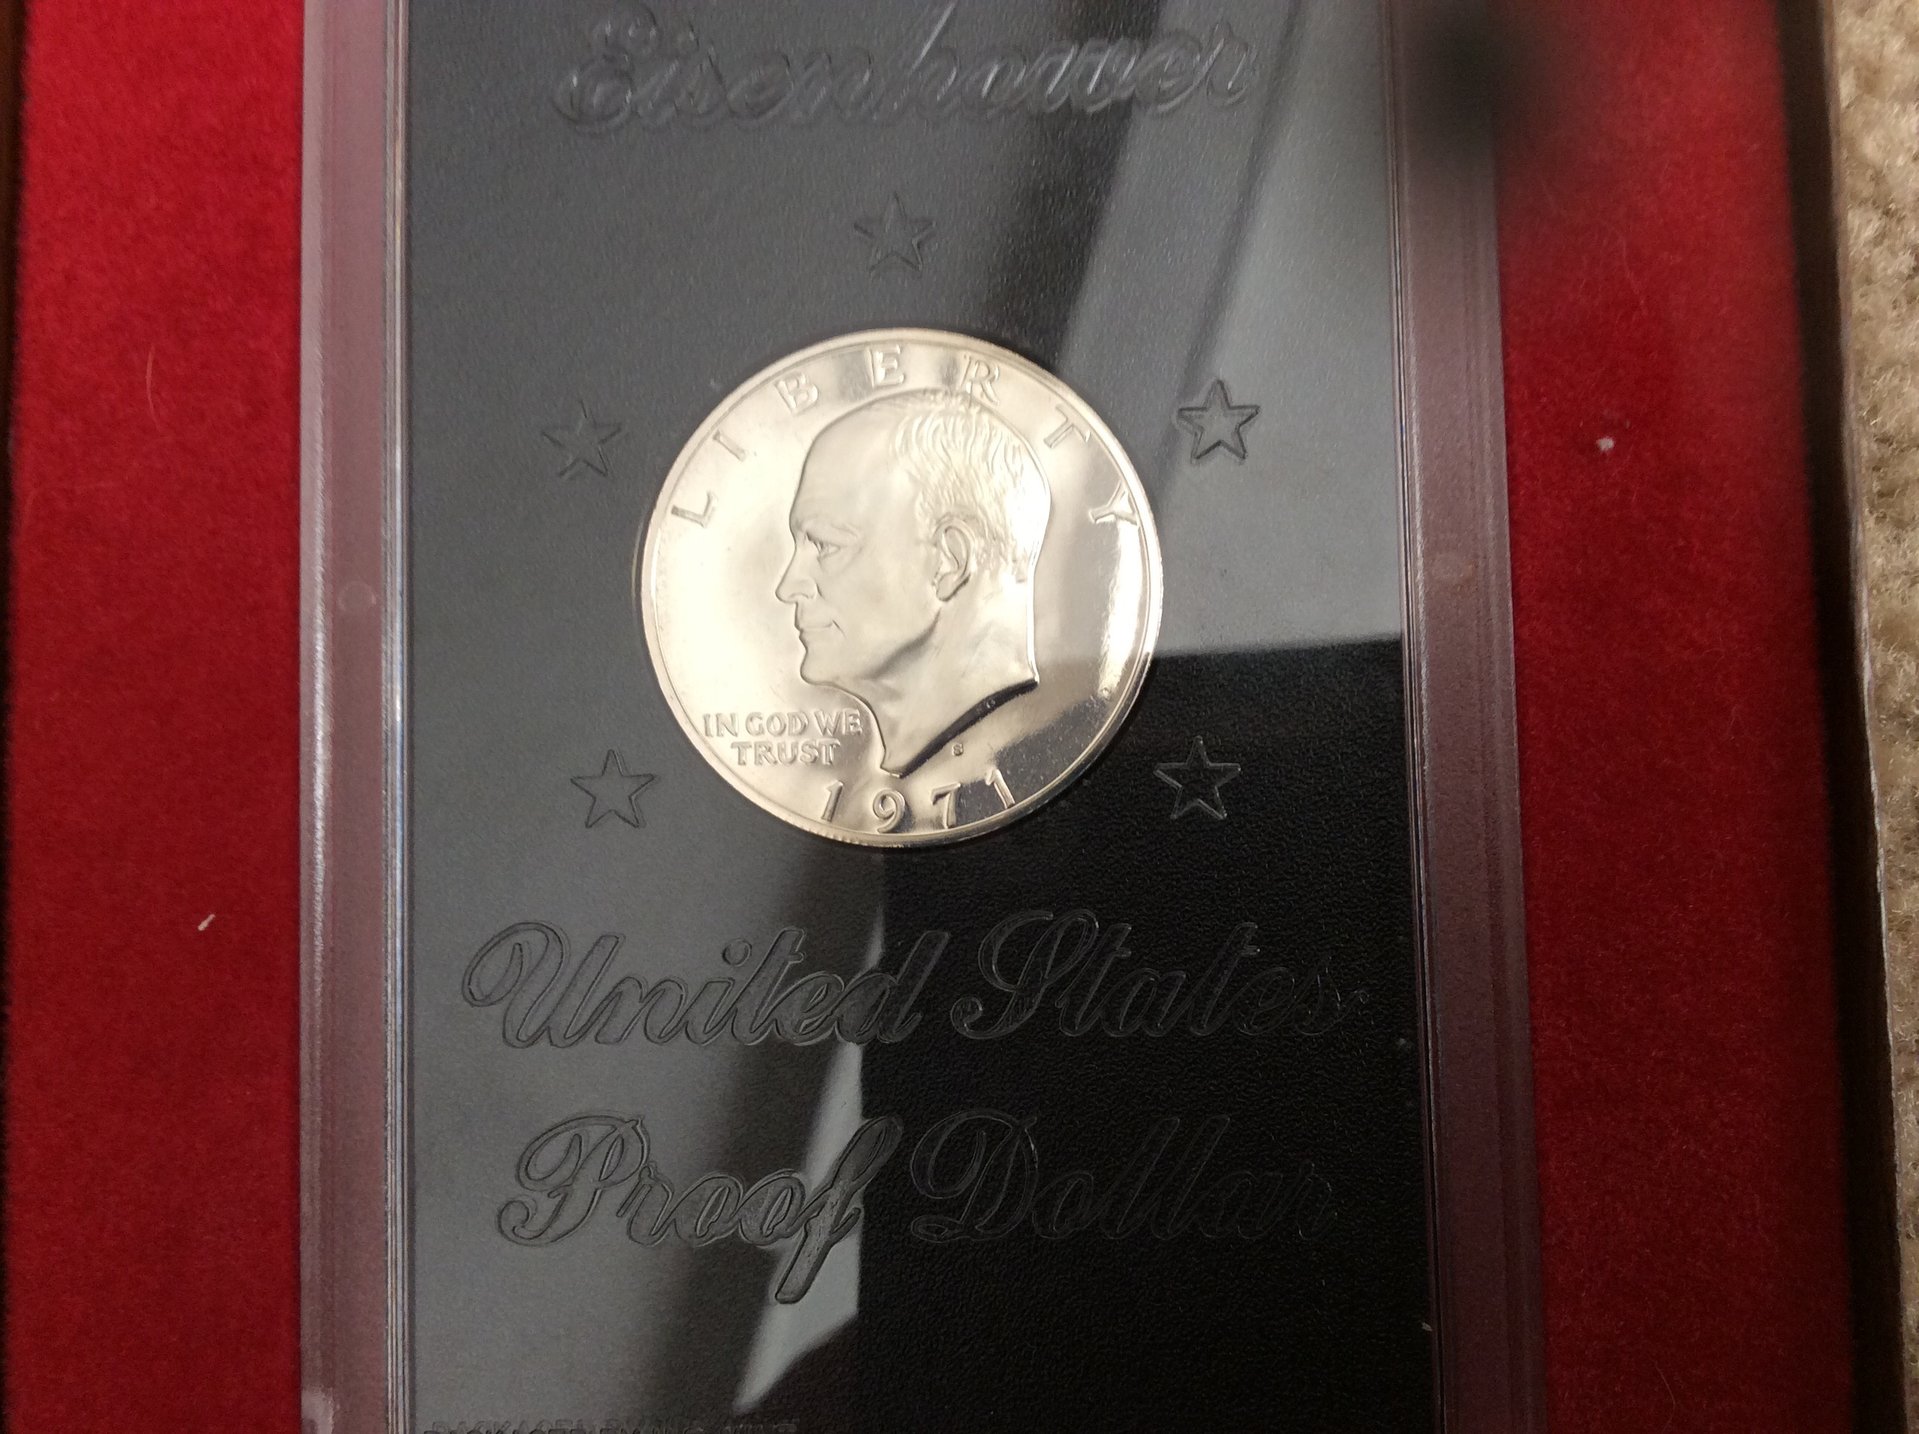 Eisenhower
LIBERTY
IN GOD WE
TRUST
S
1971
United States
Proof Dollar